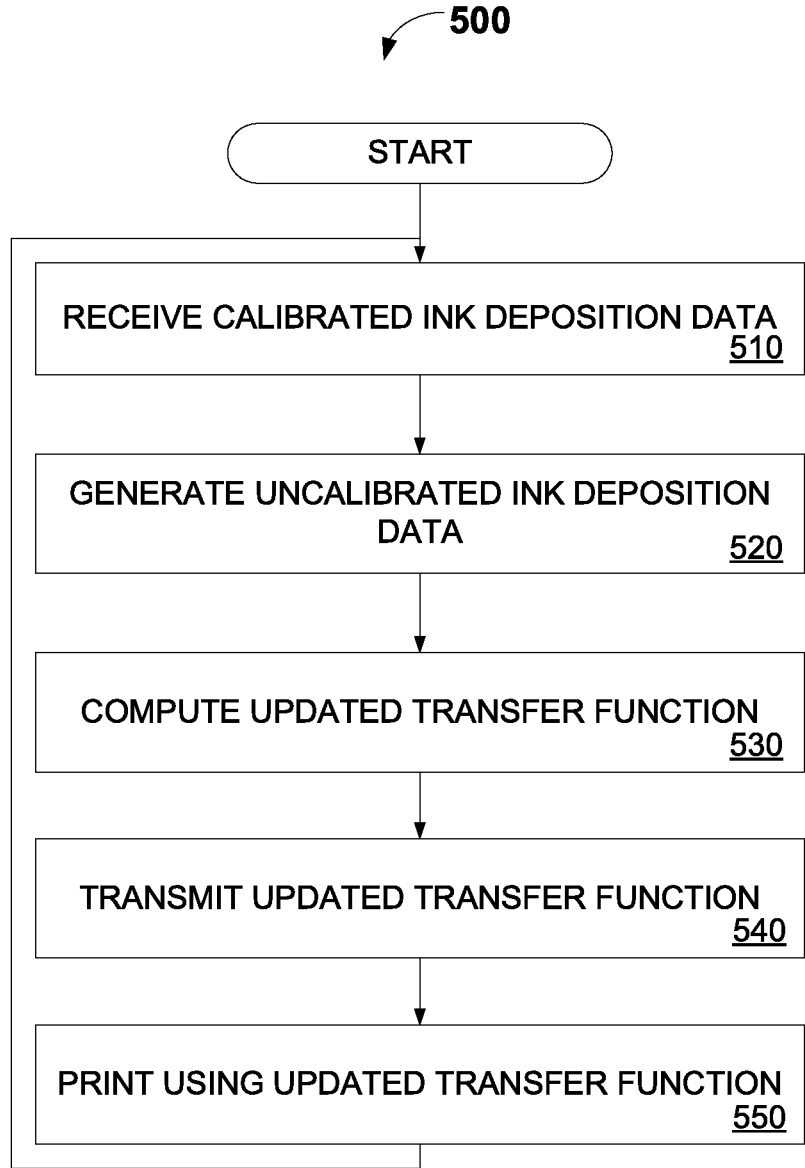 500
START
RECEIVE CALIBRATED INK DEPOSITION DATA
510
GENERATE UNCALIBRATED INK DEPOSITION
DATA
520
COMPUTE UPDATED TRANSFER FUNCTION
530
TRANSMIT UPDATED TRANSFER FUNCTION
540
PRINT USING UPDATED TRANSFER FUNCTION
550